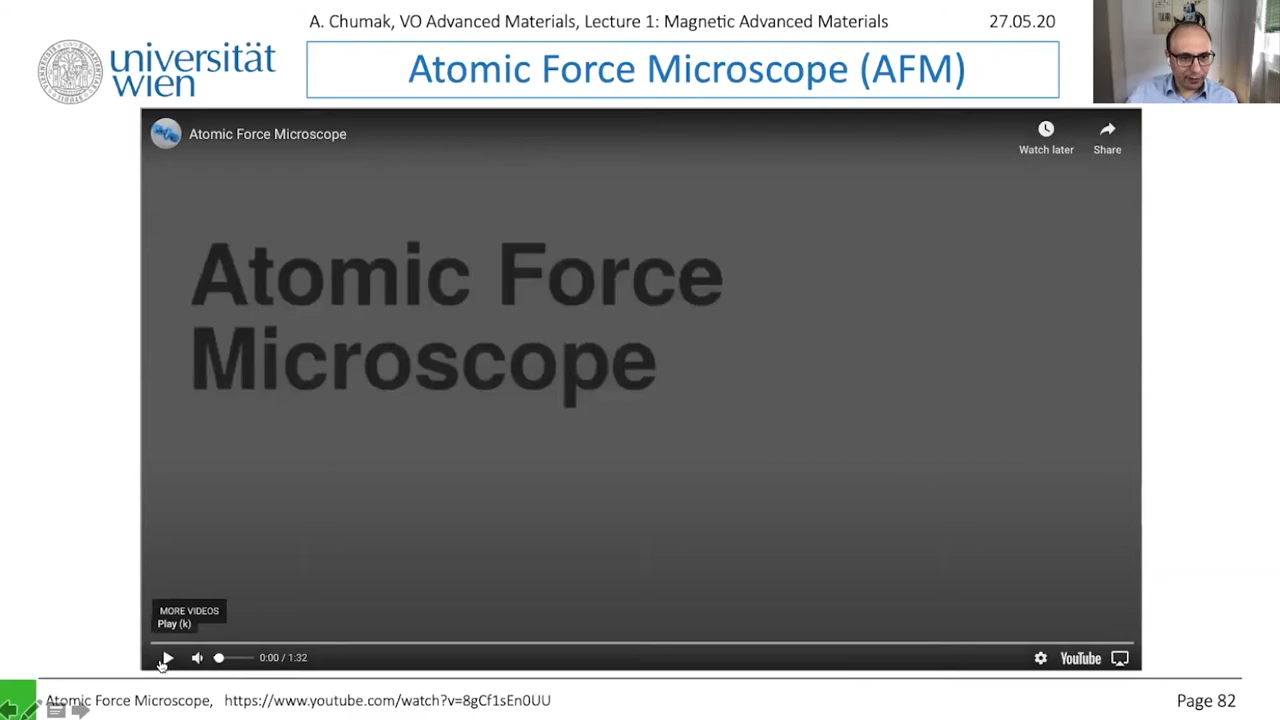 A. Chumak, VO Advanced Materials, Lecture 1: Magnetic Advanced Materials
27.05.20
universität
wien
Atomic Force Microscope (AFM)
Atomic Force Microscope
Watch later
Share
Atomic Force
Microscope
MORE VIDEOS
Play (k)
0:00 / 1:32
YouTube
Atomic Force Microscope, https://www.youtube.com/watch?v=8gCf1sEn0UU
Page 82